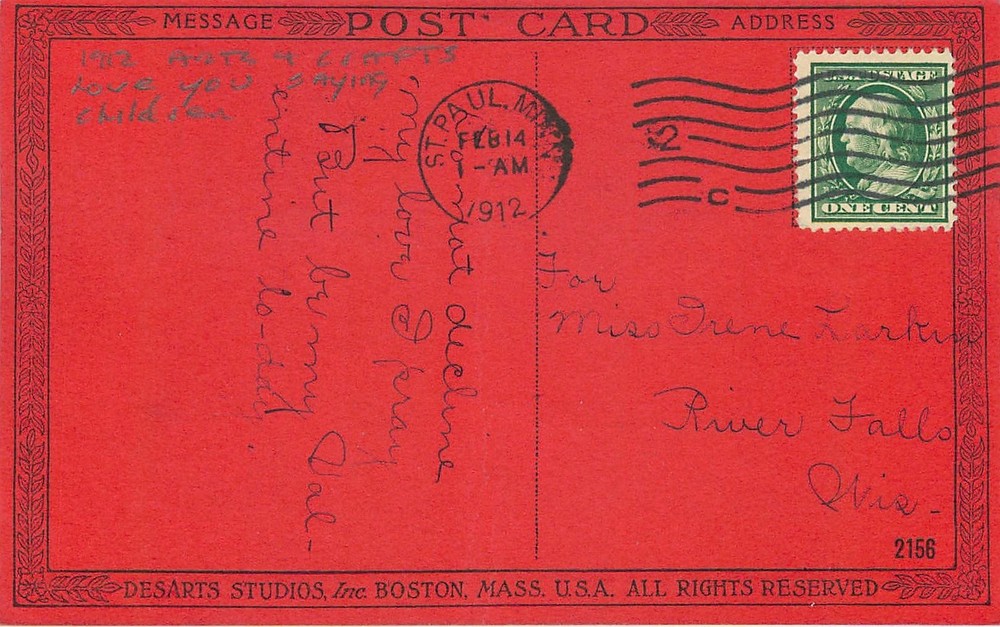 MESSAGE POST CARD ADDRESS
1912 ARTS & CRAFTS
Love you saying
children
ST. PAUL, MINN.
FEB 14
-AM
1912
2
C
U.S. POSTAGE
ONE CENT
not decline
my love I pray
But be my Val-
entine to-day.
For
Miss Irene Larkin
River Falls
Wis-
2156
DESARTS STUDIOS, Inc. BOSTON, MASS. U.S.A. ALL RIGHTS RESERVED